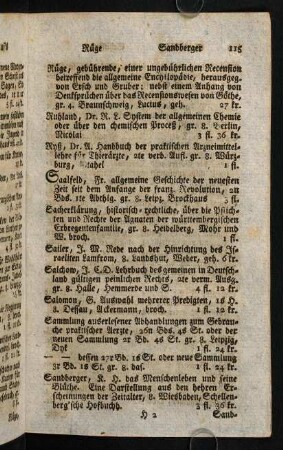 Rüge Sandberger 115
Rüge, gebührende, einer ungebührlichen Recension
betreffend die allgemeine Encyklopädie, herausgeg.
von Ersch und Gruber: nebst einem Anhang von
Denksprüchen über das Recensionswesen von Göthe,
gr. 4. Braunschweig, Lucius, geh. 27 kr.
Ruhland, Dr. R. L. System der allgemeinen Chemie
oder über den chemischen Proceß, gr. 8. Berlin,
Nicolai 3 fl. 36 kr.
Ryß, Dr. A. Handbuch der praktischen Arzneimittel-
lehre für Thierärzte, 2te verb. Aufl. gr. 8. Würz-
burg, Stahel 1 fl.
Saalfeld, Fr. allgemeine Geschichte der neuesten
Zeit seit dem Anfange der franz. Revolution, 2n
Bds. 1te Abthlg. gr. 8. Leipz. Brockhaus 3 fl.
Sacherklärung, historisch-rechtliche, über die Pflich-
ten und Rechte der Agnaten der württembergischen
Erbregentenfamilie, gr. 8. Heidelberg, Mohr und
W. broch. 1 fl.
Sailer, J. M. Rede nach der Hinrichtung des Is-
raeliten Lamfrom, 8. Landshut, Weber, geh. 6 kr.
Salchow, J. C. D. Lehrbuch des gemeinen in Deutsch-
land gültigen peinlichen Rechts, 2te verm. Ausg.
gr. 8. Halle, Hemmerde und S. 4 fl. 12 kr.
Salomon, G. Auswahl mehrerer Predigten, 1s H.
8. Dessau, Ackermann, broch. 1 fl. 12 kr.
Sammlung auserlesener Abhandlungen zum Gebrau-
che praktischer Aerzte, 26n Bds. 4s St. oder der
neuen Sammlung 2r Bd. 4s St. gr. 8. Leipzig,
Dyk 1 fl. 24 kr.
— — dessen 27r Bd. 1s St. oder neue Sammlung
3r Bd. 1s St. gr. 8. das. 1 fl. 24 kr.
Sandberger, K. H. das Menschenleben und seine
Blüthe. Eine Darstellung aus den hehren Er-
scheinungen der Zeitalter, 8. Wiesbaden, Schellen-
berg'sche Hofbuchh. 3 fl. 36 kr.
H 2 Sand-